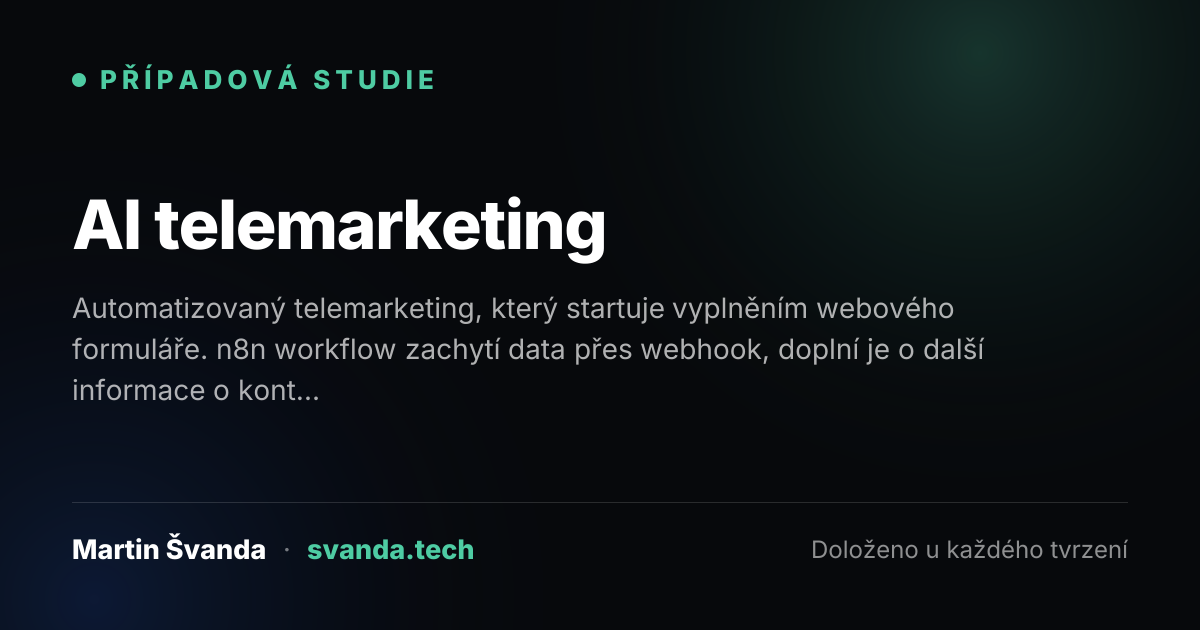 PŘÍPADOVÁ STUDIE
AI telemarketing
Automatizovaný telemarketing, který startuje vyplněním webového
formuláře. n8n workflow zachytí data přes webhook, doplní je o další
informace o kont…
Martin Švanda · svanda.tech
Doloženo u každého tvrzení